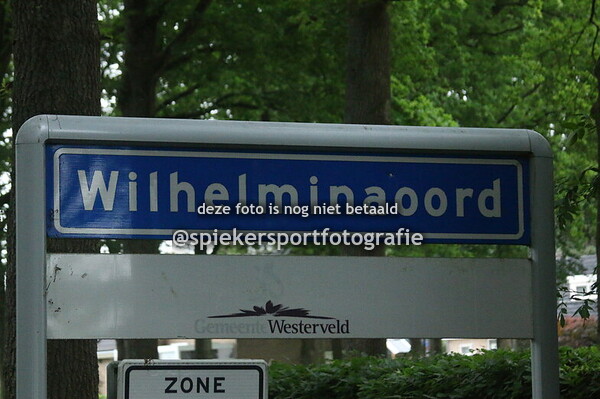 Wilhelminaoord
deze foto is nog niet betaald
@spiekersportfotografie
Gemeente Westerveld
ZONE